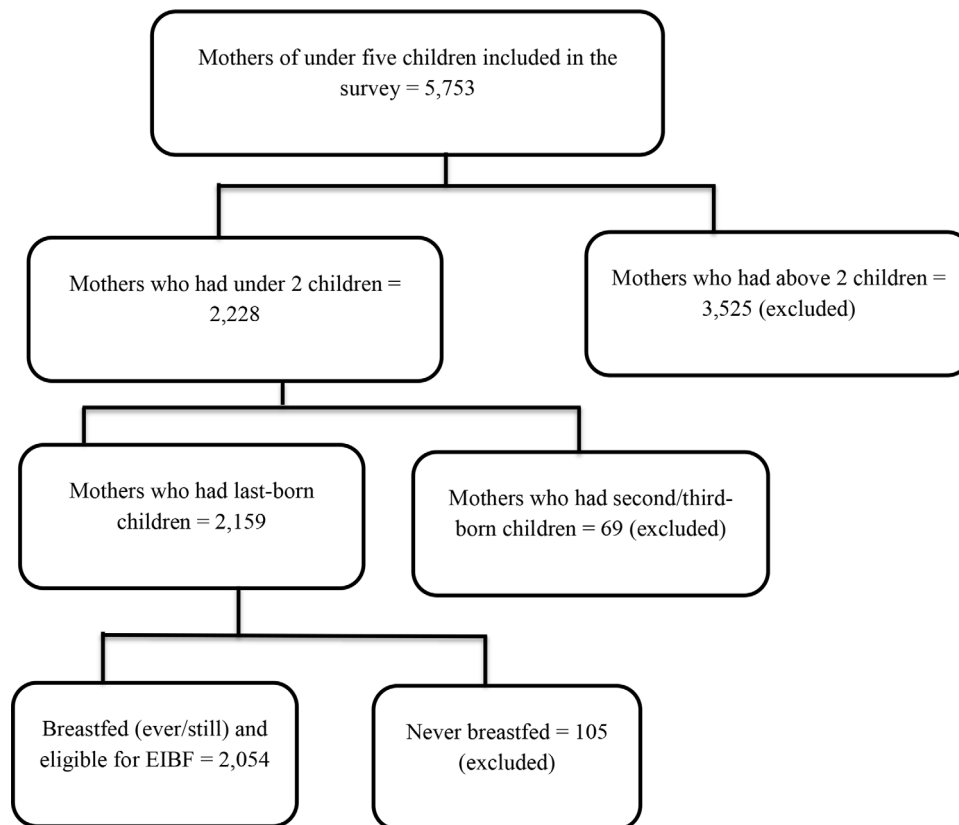 Mothers of under five children included in the
survey = 5,753
Mothers who had under 2 children =
2,228
Mothers who had above 2 children =
3,525 (excluded)
Mothers who had last-born
children = 2,159
Mothers who had second/third-
born children = 69 (excluded)
Breastfed (ever/still) and
eligible for EIBF = 2,054
Never breastfed = 105
(excluded)